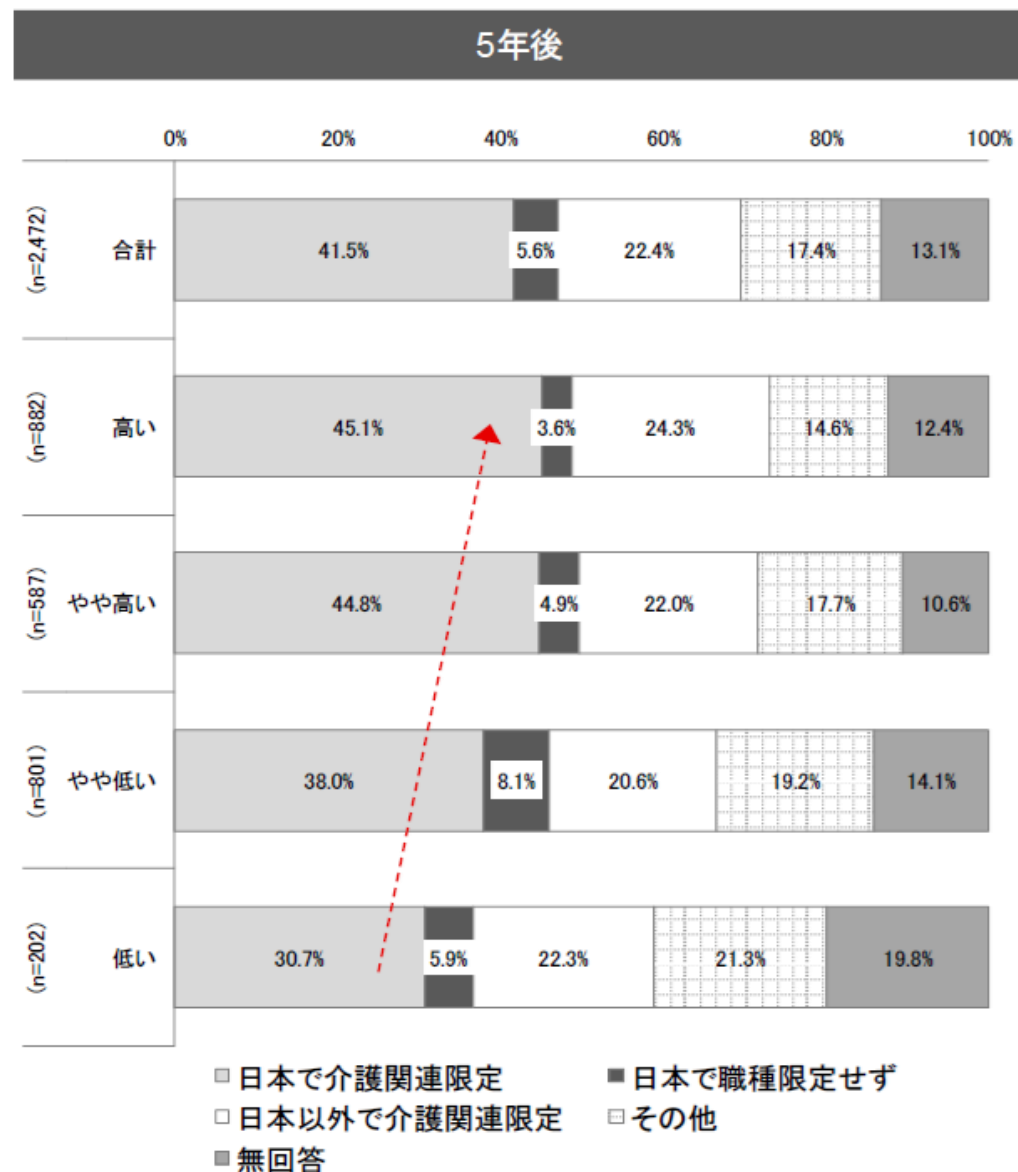 5年後
0% 20% 40% 60% 80% 100%
(n=2,472) 合計 41.5% 5.6% 22.4% 17.4% 13.1%
(n=882) 高い 45.1% 3.6% 24.3% 14.6% 12.4%
(n=587) やや高い 44.8% 4.9% 22.0% 17.7% 10.6%
(n=801) やや低い 38.0% 8.1% 20.6% 19.2% 14.1%
(n=202) 低い 30.7% 5.9% 22.3% 21.3% 19.8%
日本で介護関連限定 日本で職種限定せず
日本以外で介護関連限定 その他
無回答